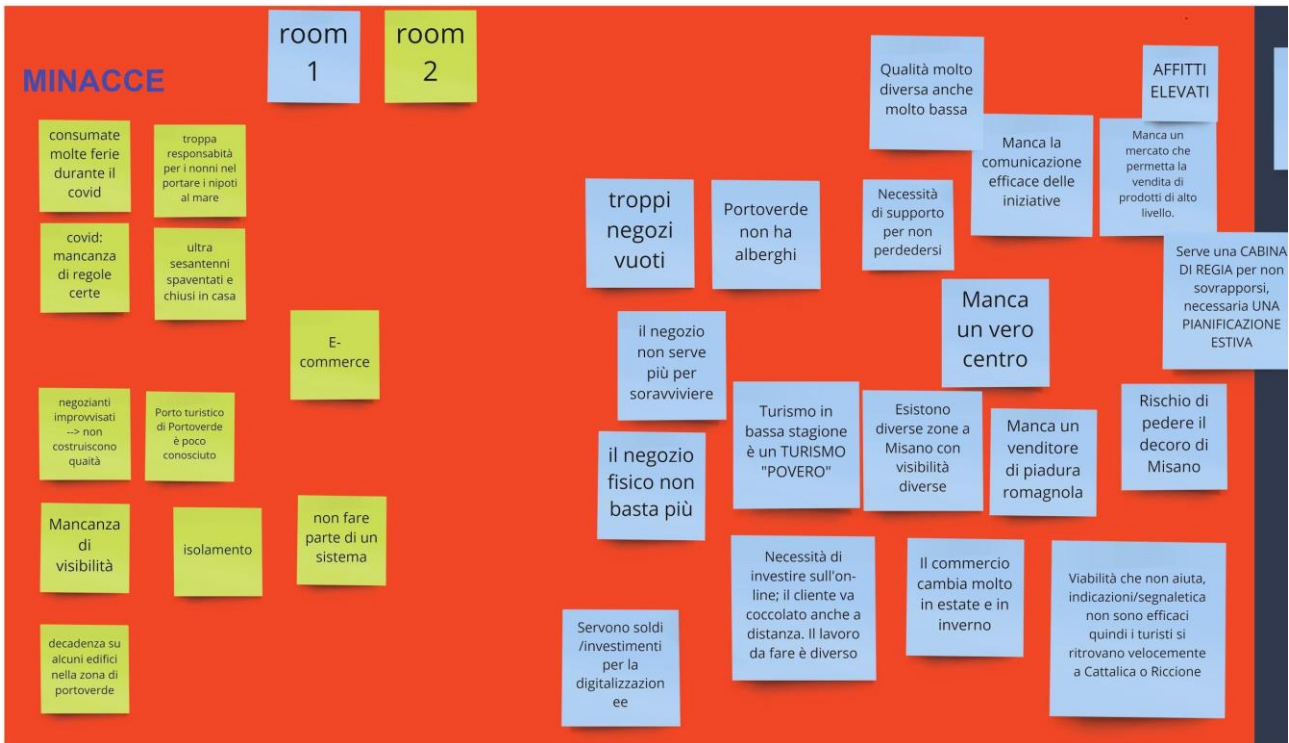 MINACCE
room
1
room
2
consumate
molte ferie
durante il
covid
troppa
responsabità
per i nonni nel
portare i nipoti
al mare
covid:
mancanza
di regole
certe
ultra
sesantenni
spaventati e
chiusi in casa
E-
commerce
negozianti
improvvisati
--> non
costruiscono
quaità
Porto turistico
di Portoverde
è poco
conosciuto
Mancanza
di
visibilità
isolamento
non fare
parte di un
sistema
decadenza su
alcuni edifici
nella zona di
portoverde
Qualità molto
diversa anche
molto bassa
AFFITTI
ELEVATI
Manca la
comunicazione
efficace delle
iniziative
Manca un
mercato che
permetta la
vendita di
prodotti di alto
livello.
troppi
negozi
vuoti
Portoverde
non ha
alberghi
Necessità
di supporto
per non
perdedersi
Serve una CABINA
DI REGIA per non
sovrapporsi,
necessaria UNA
PIANIFICAZIONE
ESTIVA
Manca
un vero
centro
il negozio
non serve
più per
soravviviere
Turismo in
bassa stagione
è un TURISMO
"POVERO"
Esistono
diverse zone a
Misano con
visibilità
diverse
Manca un
venditore
di piadura
romagnola
Rischio di
pedere il
decoro di
Misano
il negozio
fisico non
basta più
Necessità di
investire sull'on-
line; il cliente va
coccolato anche a
distanza. Il lavoro
da fare è diverso
Il commercio
cambia molto
in estate e in
inverno
Viabilità che non aiuta,
indicazioni/segnaletica
non sono efficaci
quindi i turisti si
ritrovano velocemente
a Cattalica o Riccione
Servono soldi
/investimenti
per la
digitalizzazion
ee